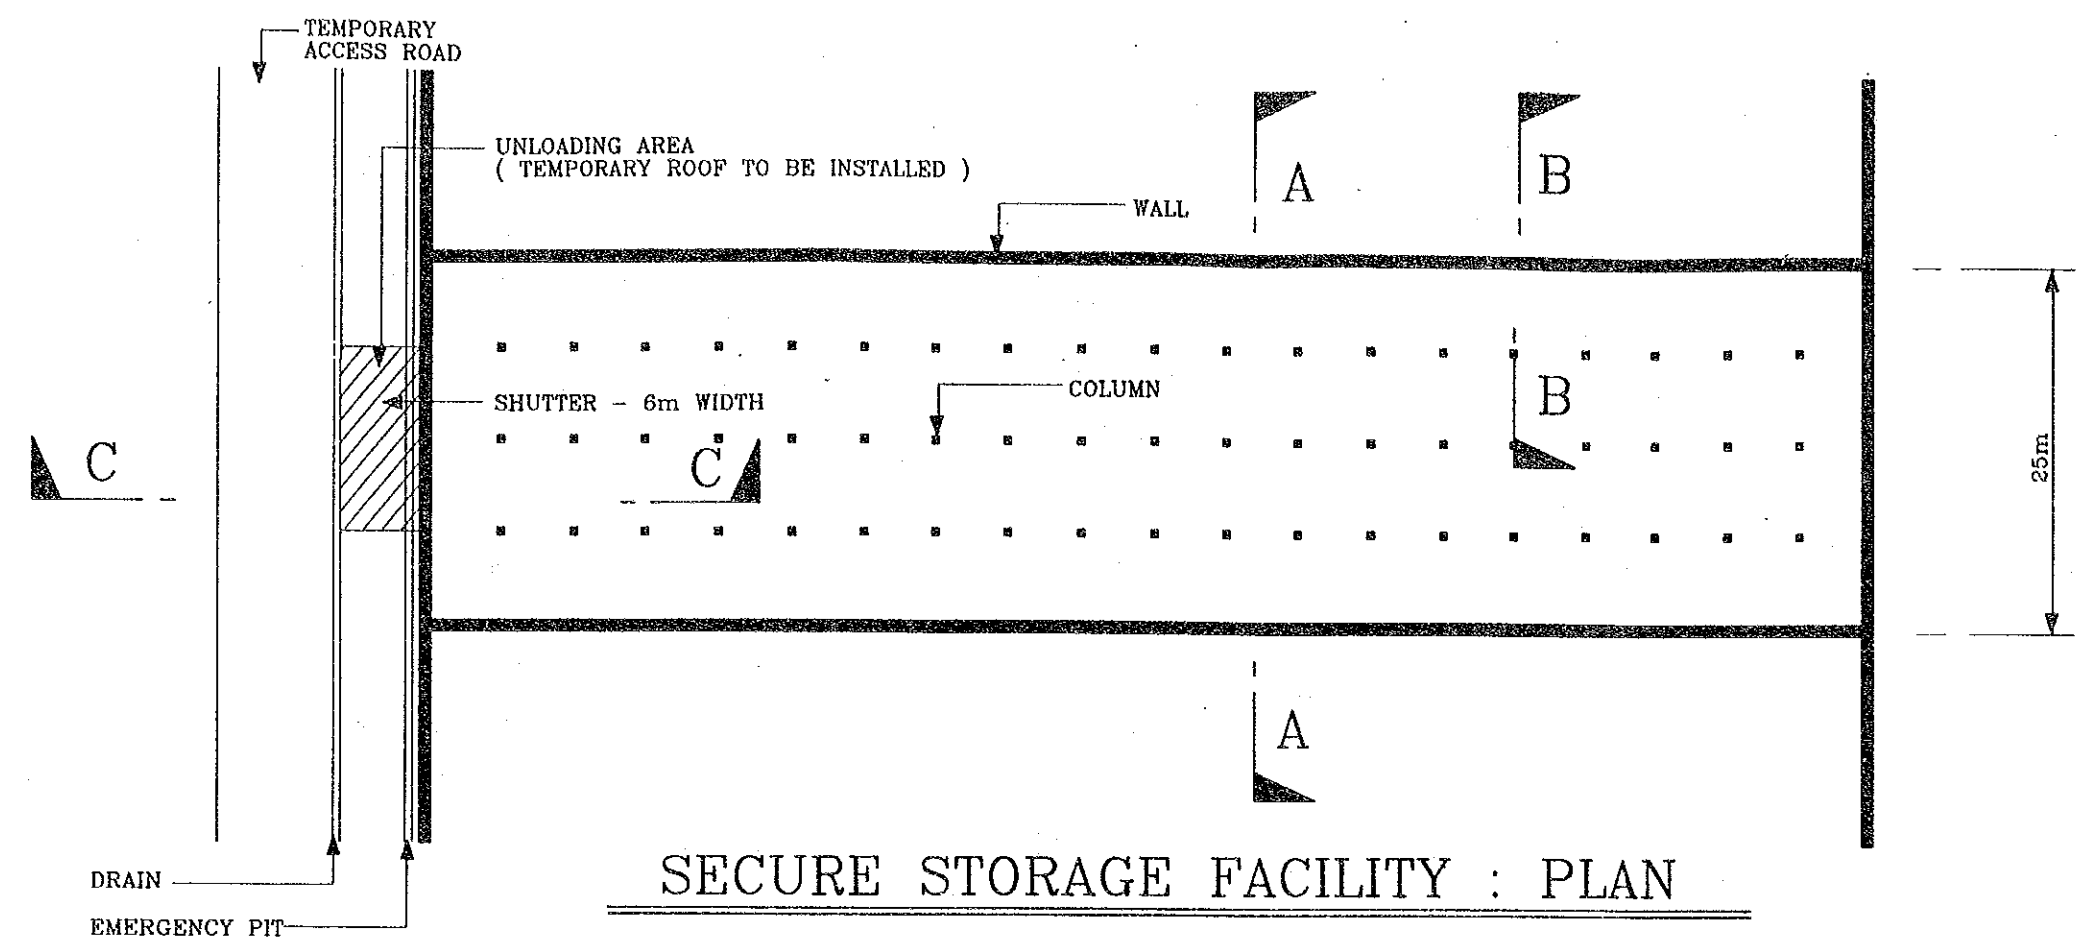 TEMPORARY
ACCESS ROAD
UNLOADING AREA
( TEMPORARY ROOF TO BE INSTALLED )
A
B
WALL
SHUTTER - 6m WIDTH
COLUMN
B
C
C
25m
A
DRAIN
EMERGENCY PIT
SECURE STORAGE FACILITY : PLAN